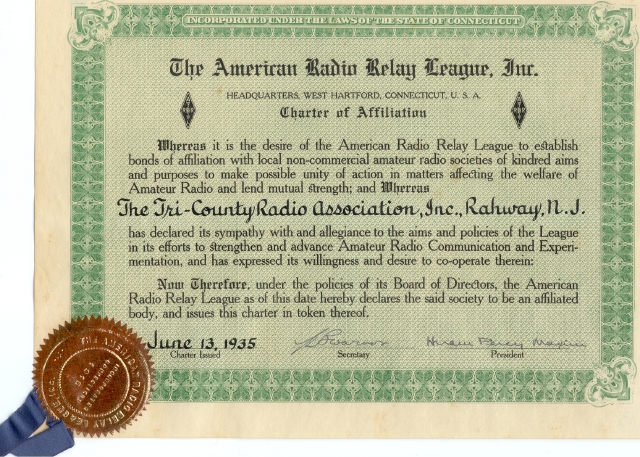 INCORPORATED UNDER THE LAWS OF THE STATE OF CONNECTICUT
The American Radio Relay League, Inc.
HEADQUARTERS, WEST HARTFORD, CONNECTICUT, U. S. A.
Charter of Affiliation
Whereas it is the desire of the American Radio Relay League to establish
bonds of affiliation with local non-commercial amateur radio societies of kindred aims
and purposes to make possible unity of action in matters affecting the welfare of
Amateur Radio and lend mutual strength; and Whereas
The Tri-County Radio Association, Inc., Rahway, N. J.
has declared its sympathy with and allegiance to the aims and policies of the League
in its efforts to strengthen and advance Amateur Radio Communication and Experi-
mentation, and has expressed its willingness and desire to co-operate therein:
Now Therefore, under the policies of its Board of Directors, the American
Radio Relay League as of this date hereby declares the said society to be an affiliated
body, and issues this charter in token thereof.
June 13, 1935
Hiram Percy Maxim
Charter Issued
Secretary
President
THE AMERICAN RADIO RELAY LEAGUE INC.